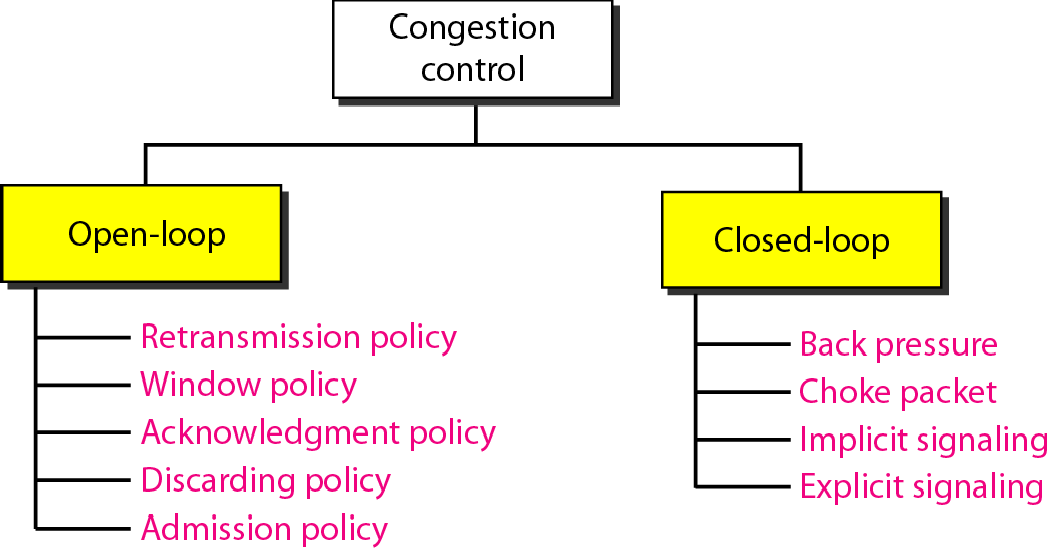 Congestion
control
Open-loop
Retransmission policy
Window policy
Acknowledgment policy
Discarding policy
Admission policy
Closed-loop
Back pressure
Choke packet
Implicit signaling
Explicit signaling